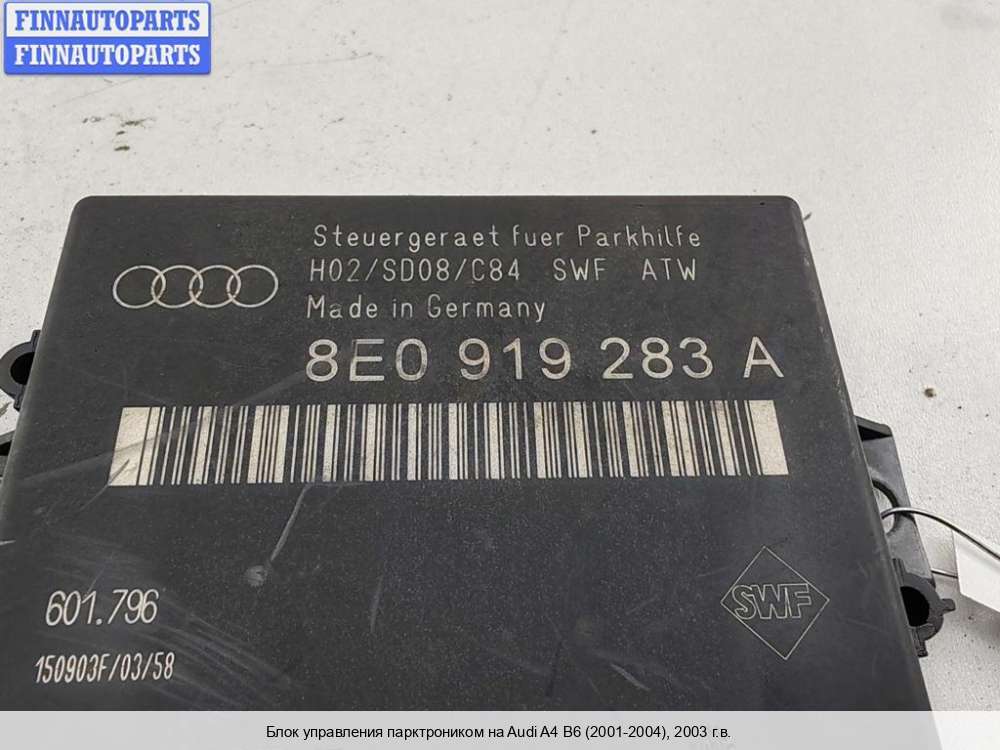 FINNAUTOPARTS
FINNAUTOPARTS
Steuergeraet fuer Parkhilfe
H02/SD08/C84 SWF ATW
Made in Germany
8E0 919 283 A
601.796
SWF
150903F/03/58
Блок управления парктроником на Audi A4 B6 (2001-2004), 2003 г.в.